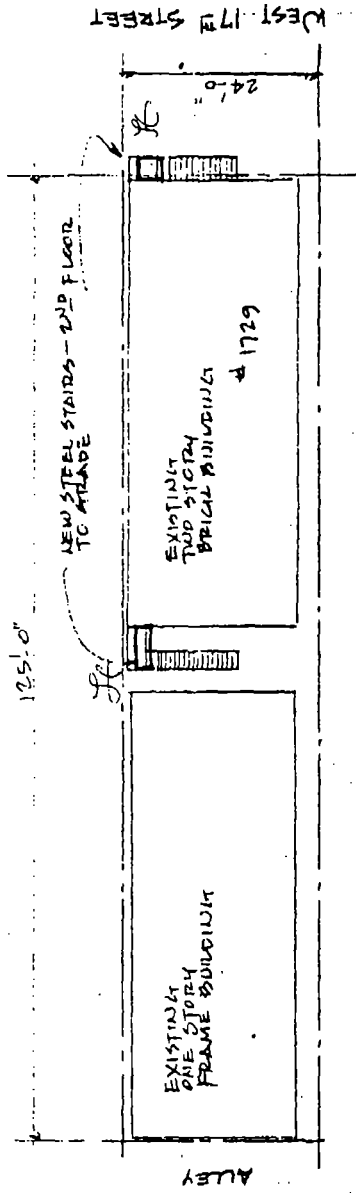 WEST 17TH STREET
24'-0"
NEW STEEL STAIRS - 2ND FLOOR
TO GRADE
125'-0"
EXISTING
TWO STORY
BRICK BUILDING
# 1729
EXISTING
ONE STORY
FRAME BUILDING
ALLEY